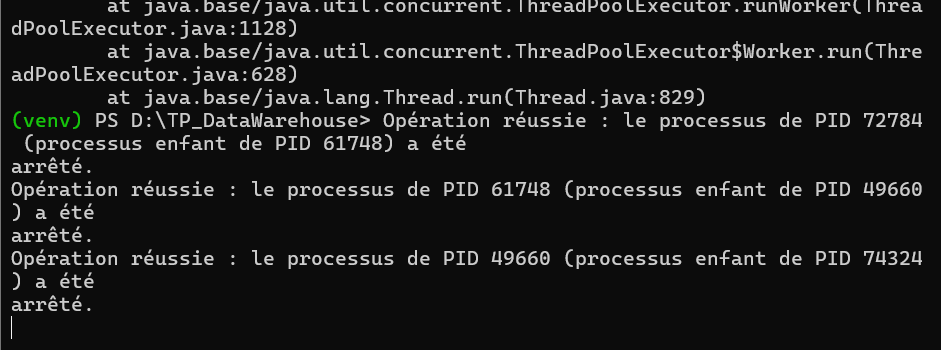 at java.base/java.util.concurrent.ThreadPoolExecutor.runWorker(Threa
dPoolExecutor.java:1128)
at java.base/java.util.concurrent.ThreadPoolExecutor$Worker.run(Thre
adPoolExecutor.java:628)
at java.base/java.lang.Thread.run(Thread.java:829)
(venv) PS D:\TP_DataWarehouse> Opération réussie : le processus de PID 72784
(processus enfant de PID 61748) a été
arrêté.
Opération réussie : le processus de PID 61748 (processus enfant de PID 49660
) a été
arrêté.
Opération réussie : le processus de PID 49660 (processus enfant de PID 74324
) a été
arrêté.